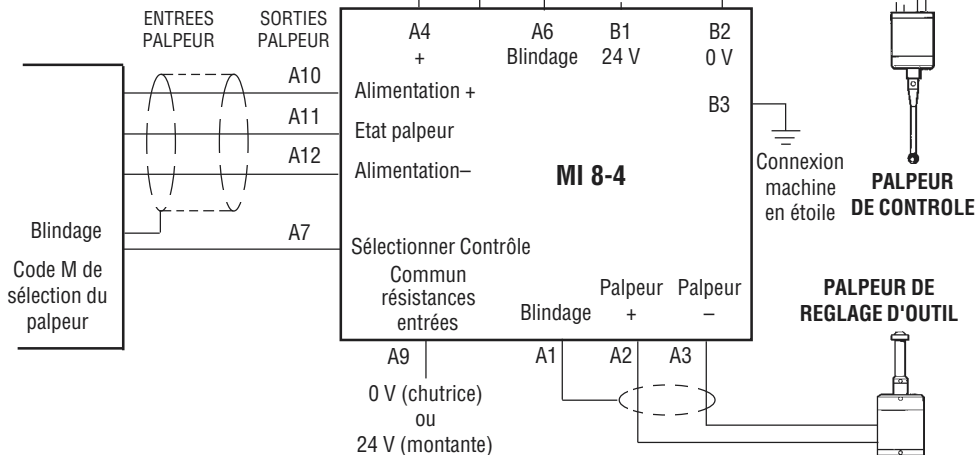 ENTREES
PALPEUR
SORTIES
PALPEUR
A4
+
A6
Blindage
B1
24 V
B2
0 V
A10
Alimentation +
A11
Etat palpeur
A12
Alimentation–
B3
MI 8-4
Connexion
machine
en étoile
PALPEUR
DE CONTROLE
Blindage
A7
Sélectionner Contrôle
Code M de
sélection du
palpeur
Commun
résistances
entrées
Blindage
Palpeur
+
Palpeur
–
PALPEUR DE
REGLAGE D'OUTIL
A9
A1
A2
A3
0 V (chutrice)
ou
24 V (montante)